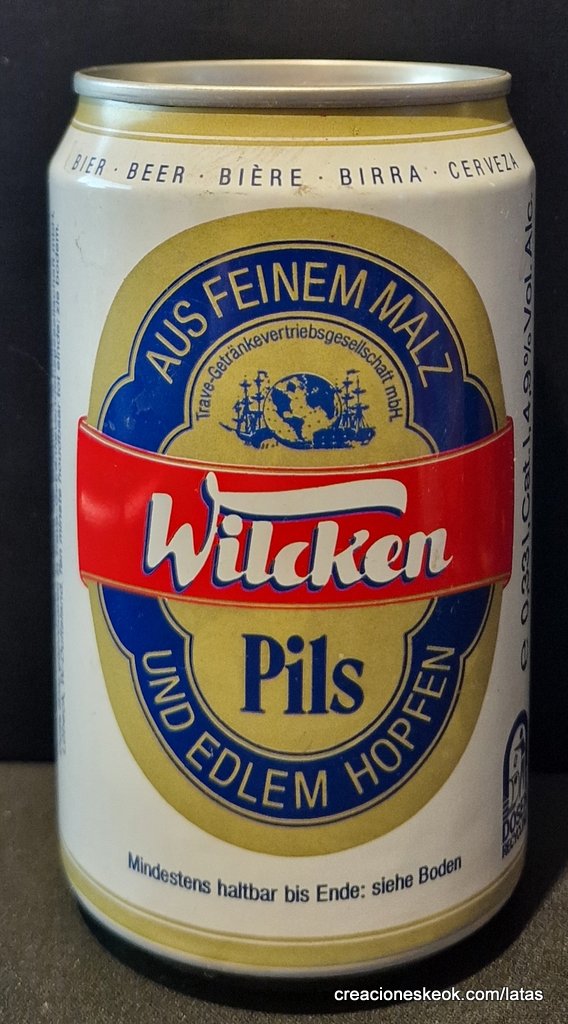 BIER · BEER · BIÈRE · BIRRA · CERVEZA
AUS FEINEM MALZ
Trave-Getränkevertriebsgesellschaft mbH.
Wilcken
Pils
UND EDLEM HOPFEN
Mindestens haltbar bis Ende: siehe Boden
e 0,33 l Cat. I 4,9% Vol. Alc.
creacioneskeok.com/latas